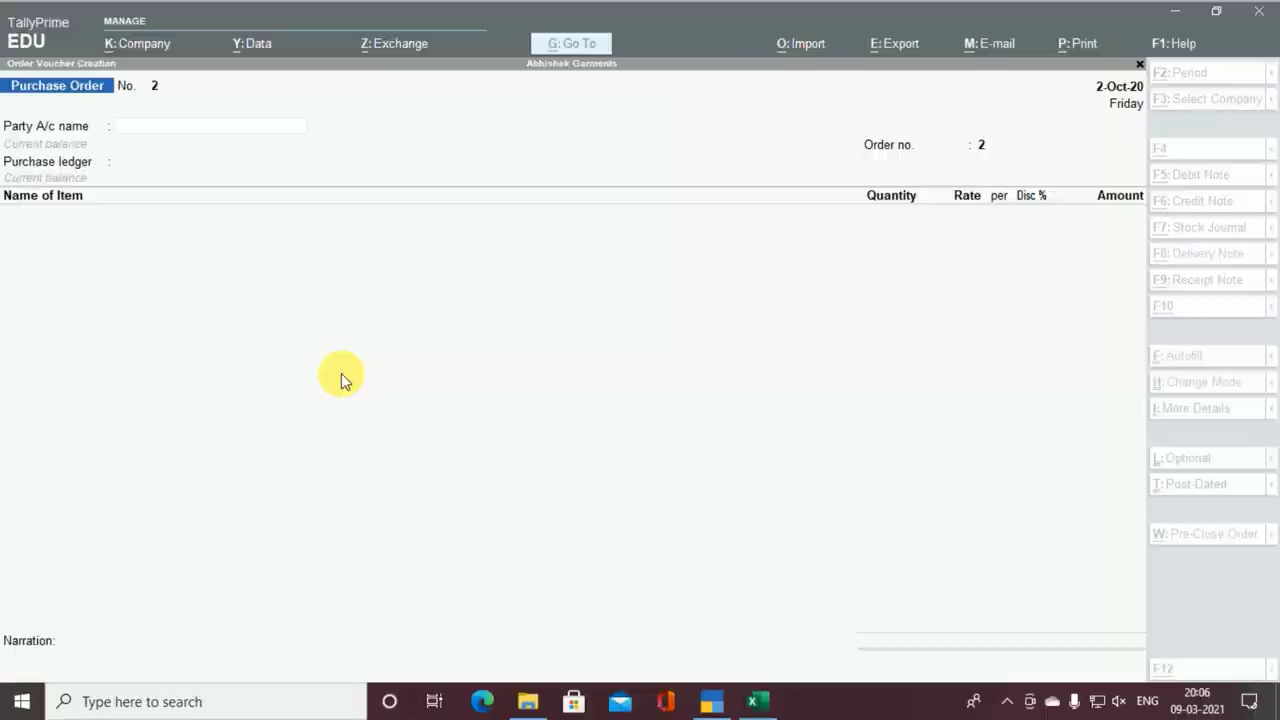 TallyPrime
EDU
MANAGE
K: Company
Y: Data
Z: Exchange
G: Go To
O: Import
E: Export
M: E-mail
P: Print
F1: Help
Order Voucher Creation
Abhishek Garments
Purchase Order No. 2
2-Oct-20
Friday
Party A/c name :
Current balance
Order no. : 2
Purchase ledger :
Current balance
Name of Item Quantity Rate per Disc % Amount
Narration:
F2: Period
F3: Select Company
F4
F5: Debit Note
F6: Credit Note
F7: Stock Journal
F8: Delivery Note
F9: Receipt Note
F10
F: Autofill
H: Change Mode
I: More Details
L: Optional
T: Post-Dated
W: Pre-Close Order
F12
Type here to search
ENG
20:06
09-03-2021